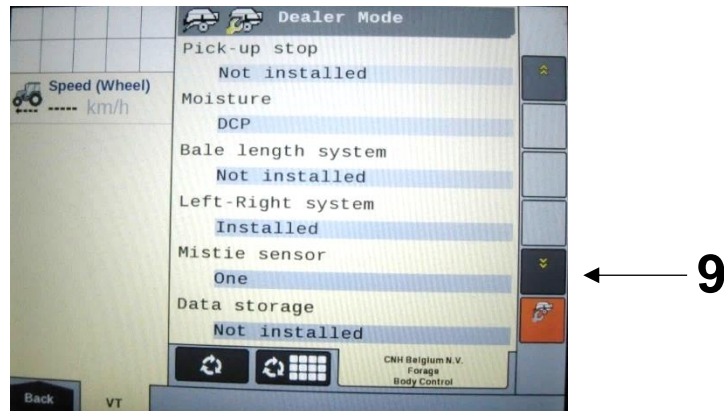 Dealer Mode
Pick-up stop
Not installed
Speed (Wheel)
----- km/h
Moisture
DCP
Bale length system
Not installed
Left-Right system
Installed
Mistie sensor
One
9
Data storage
Not installed
CNH Belgium N.V.
Forage
Body Control
Back
VT